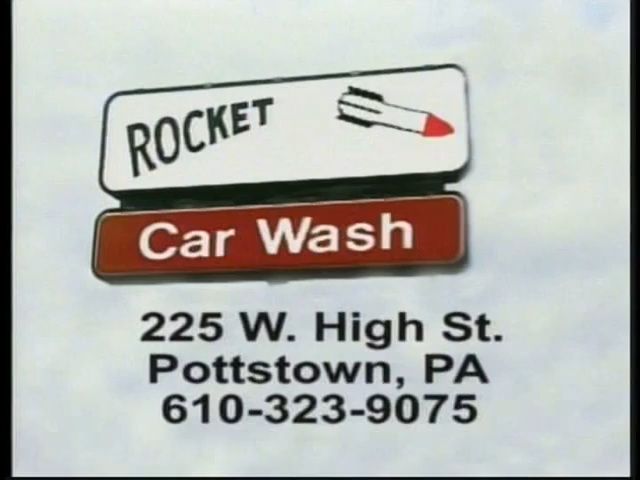 ROCKET
Car Wash
225 W. High St.
Pottstown, PA
610-323-9075